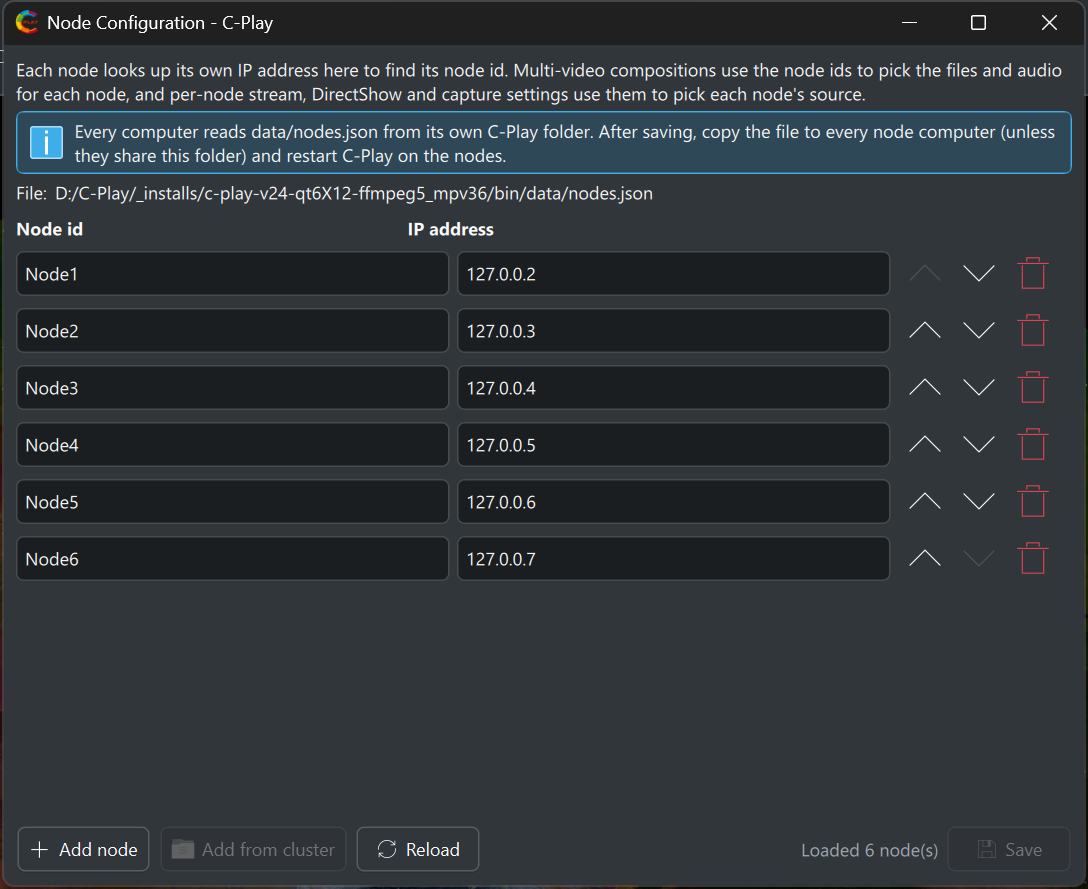 Node Configuration - C-Play
Each node looks up its own IP address here to find its node id. Multi-video compositions use the node ids to pick the files and audio
for each node, and per-node stream, DirectShow and capture settings use them to pick each node's source.
Every computer reads data/nodes.json from its own C-Play folder. After saving, copy the file to every node computer (unless
they share this folder) and restart C-Play on the nodes.
File: D:/C-Play/_installs/c-play-v24-qt6X12-ffmpeg5_mpv36/bin/data/nodes.json
Node id IP address
Node1 127.0.0.2
Node2 127.0.0.3
Node3 127.0.0.4
Node4 127.0.0.5
Node5 127.0.0.6
Node6 127.0.0.7
Add node Add from cluster Reload Loaded 6 node(s) Save